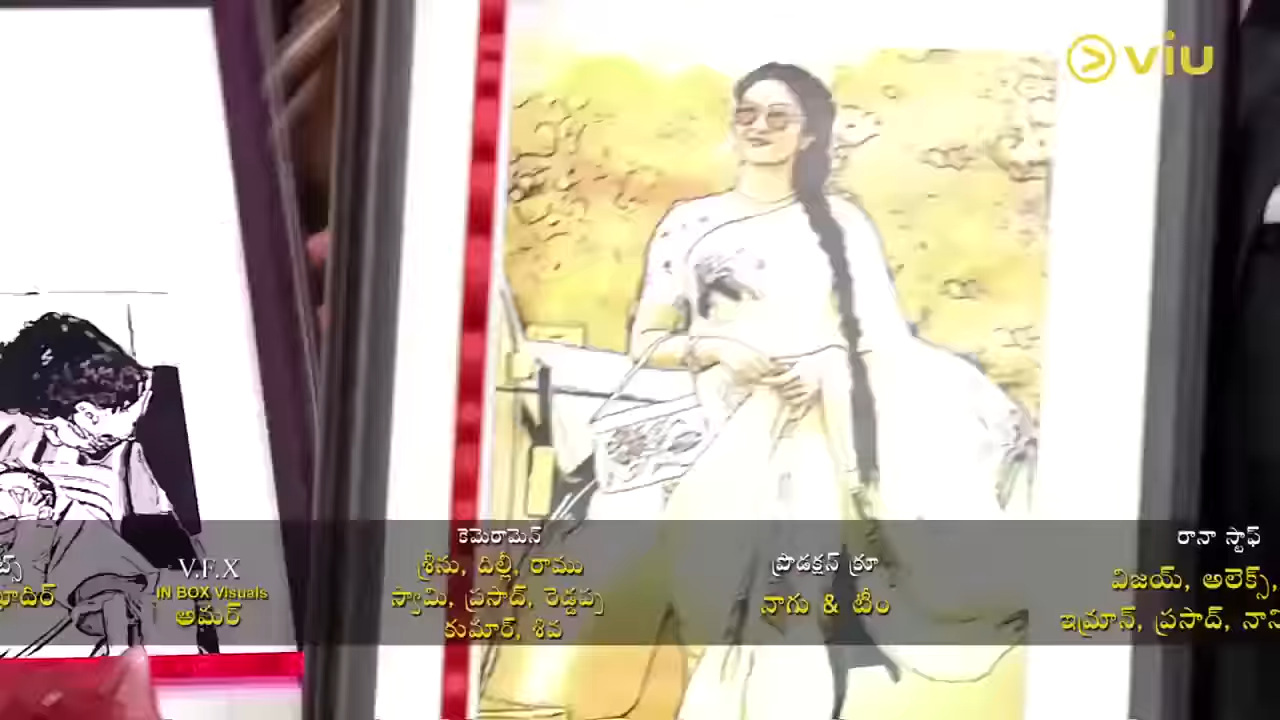 viu
బ్స్
ఖాదిర్
V.F.X
IN BOX Visuals
అమర్
కెమెరామెన్
శ్రీను, దిల్లీ, రాము
స్వామి, ప్రసాద్, రెడ్డప్ప
కుమార్, శివ
ప్రొడక్షన్ క్రూ
నాగు & టీం
రానా స్టాఫ్
విజయ్, అలెక్స్,
ఇమ్రాన్, ప్రసాద్,